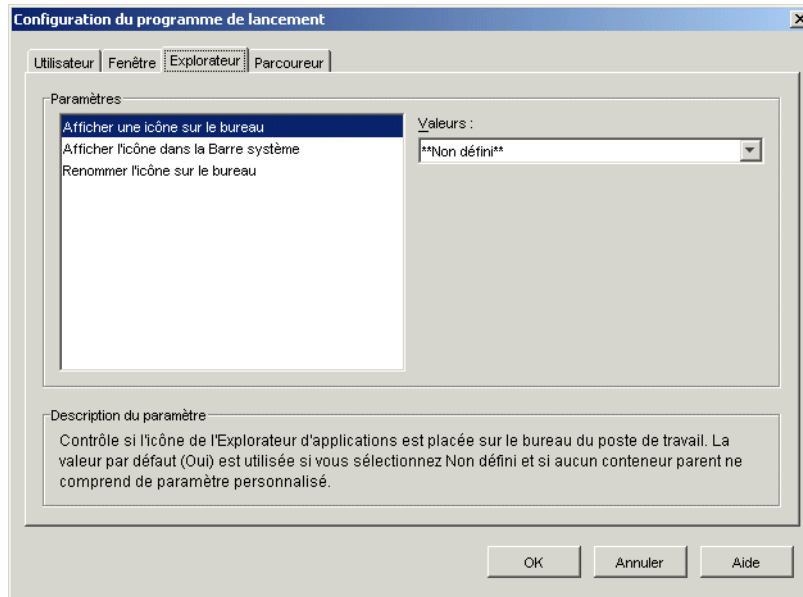 Configuration du programme de lancement
Utilisateur Fenêtre Explorateur Parcoureur
Paramètres
Afficher une icône sur le bureau
Afficher l'icône dans la Barre système
Renommer l'icône sur le bureau
Valeurs :
**Non défini**
Description du paramètre
Contrôle si l'icône de l'Explorateur d'applications est placée sur le bureau du poste de travail. La
valeur par défaut (Oui) est utilisée si vous sélectionnez Non défini et si aucun conteneur parent ne
comprend de paramètre personnalisé.
OK Annuler Aide